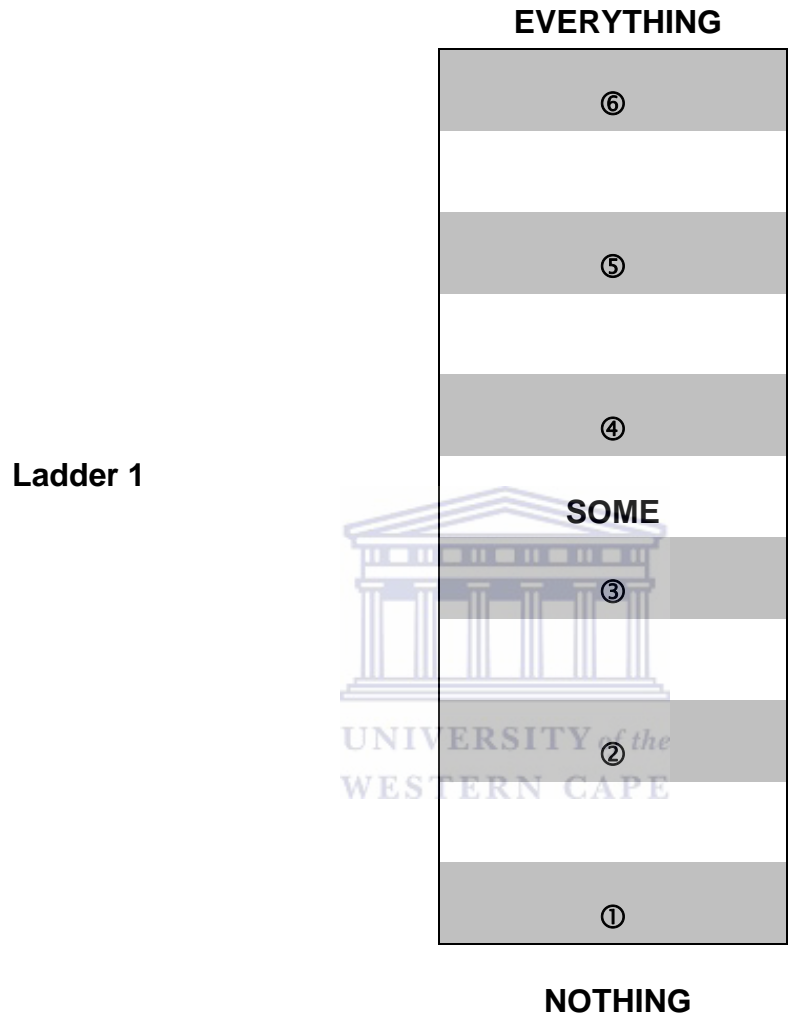 EVERYTHING
⑥
⑤
④
Ladder 1
SOME
③
UNIVERSITY of the
②
WESTERN CAPE
①
NOTHING